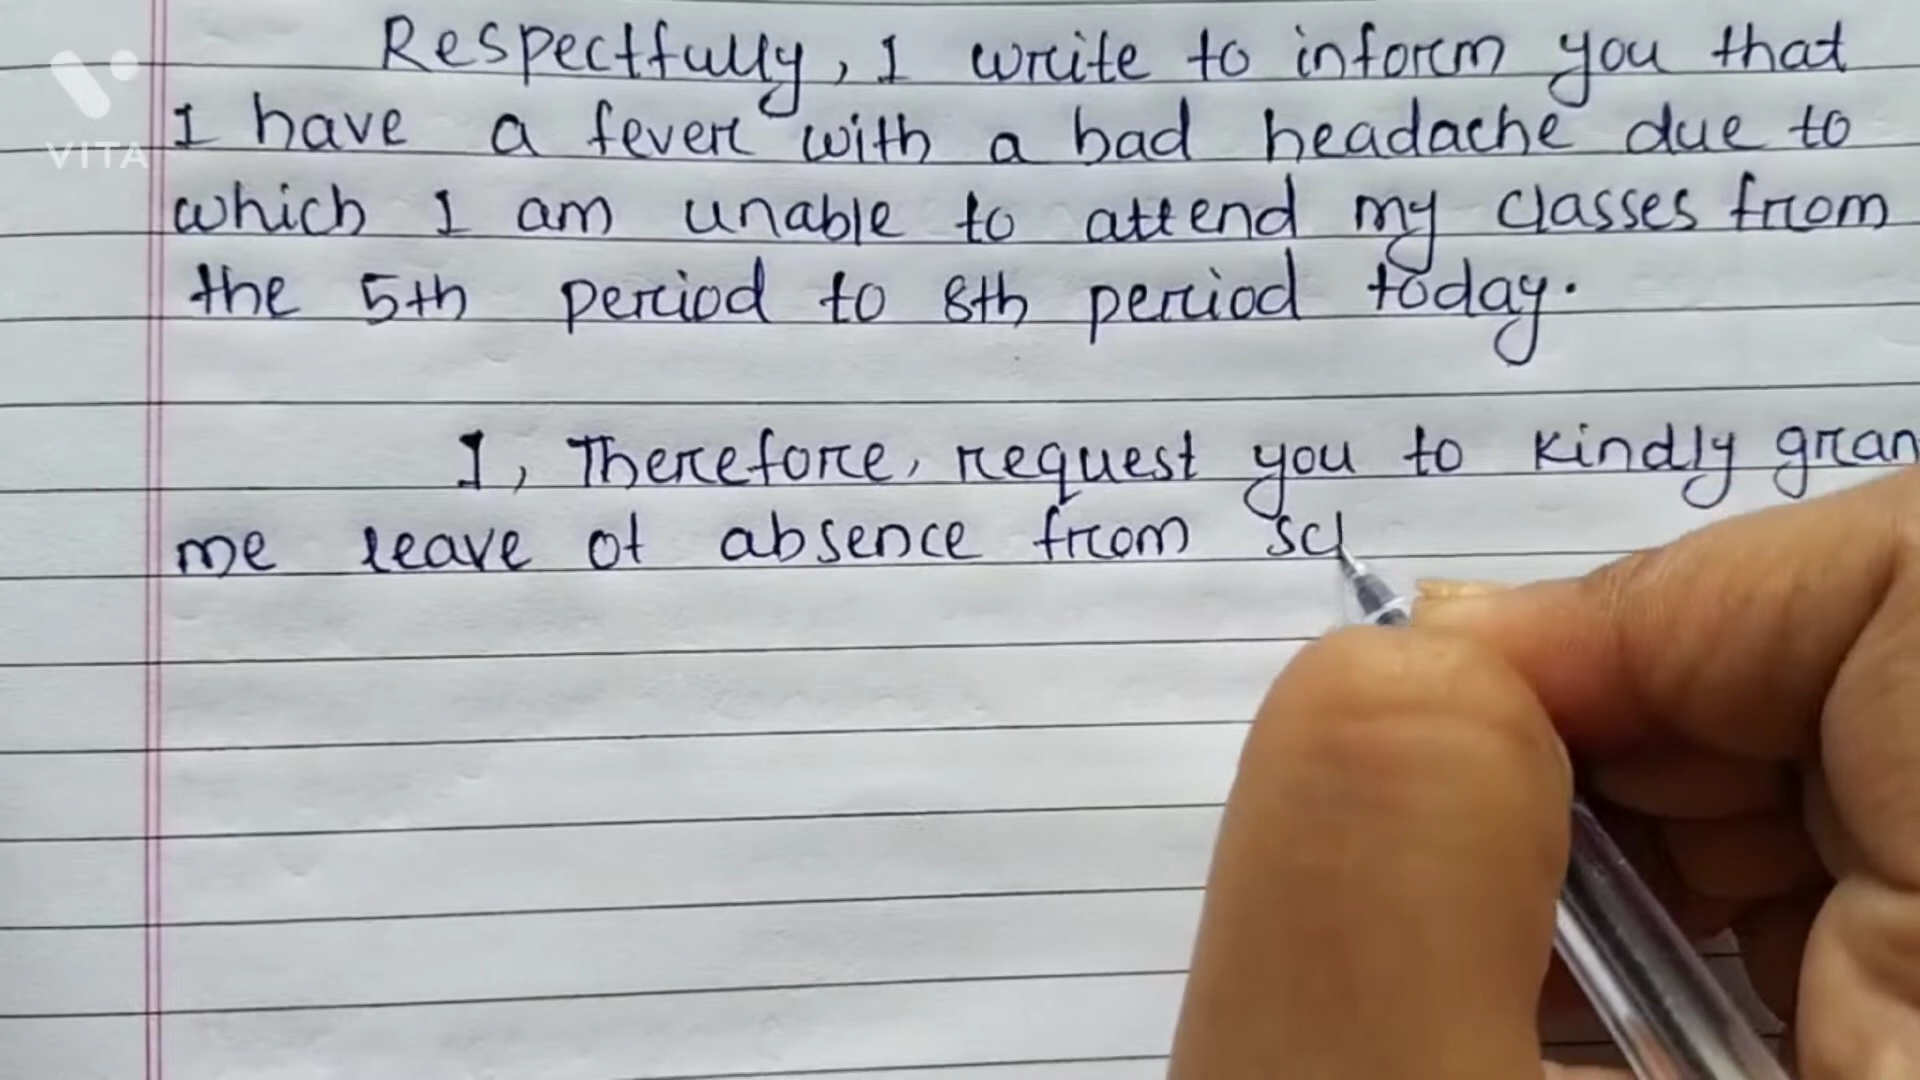 VITA
Respectfully, I write to inform you that
I have a fever with a bad headache due to
which I am unable to attend my classes from
the 5th period to 8th period today.
I, Therefore, request you to kindly gran
me leave of absence from sch